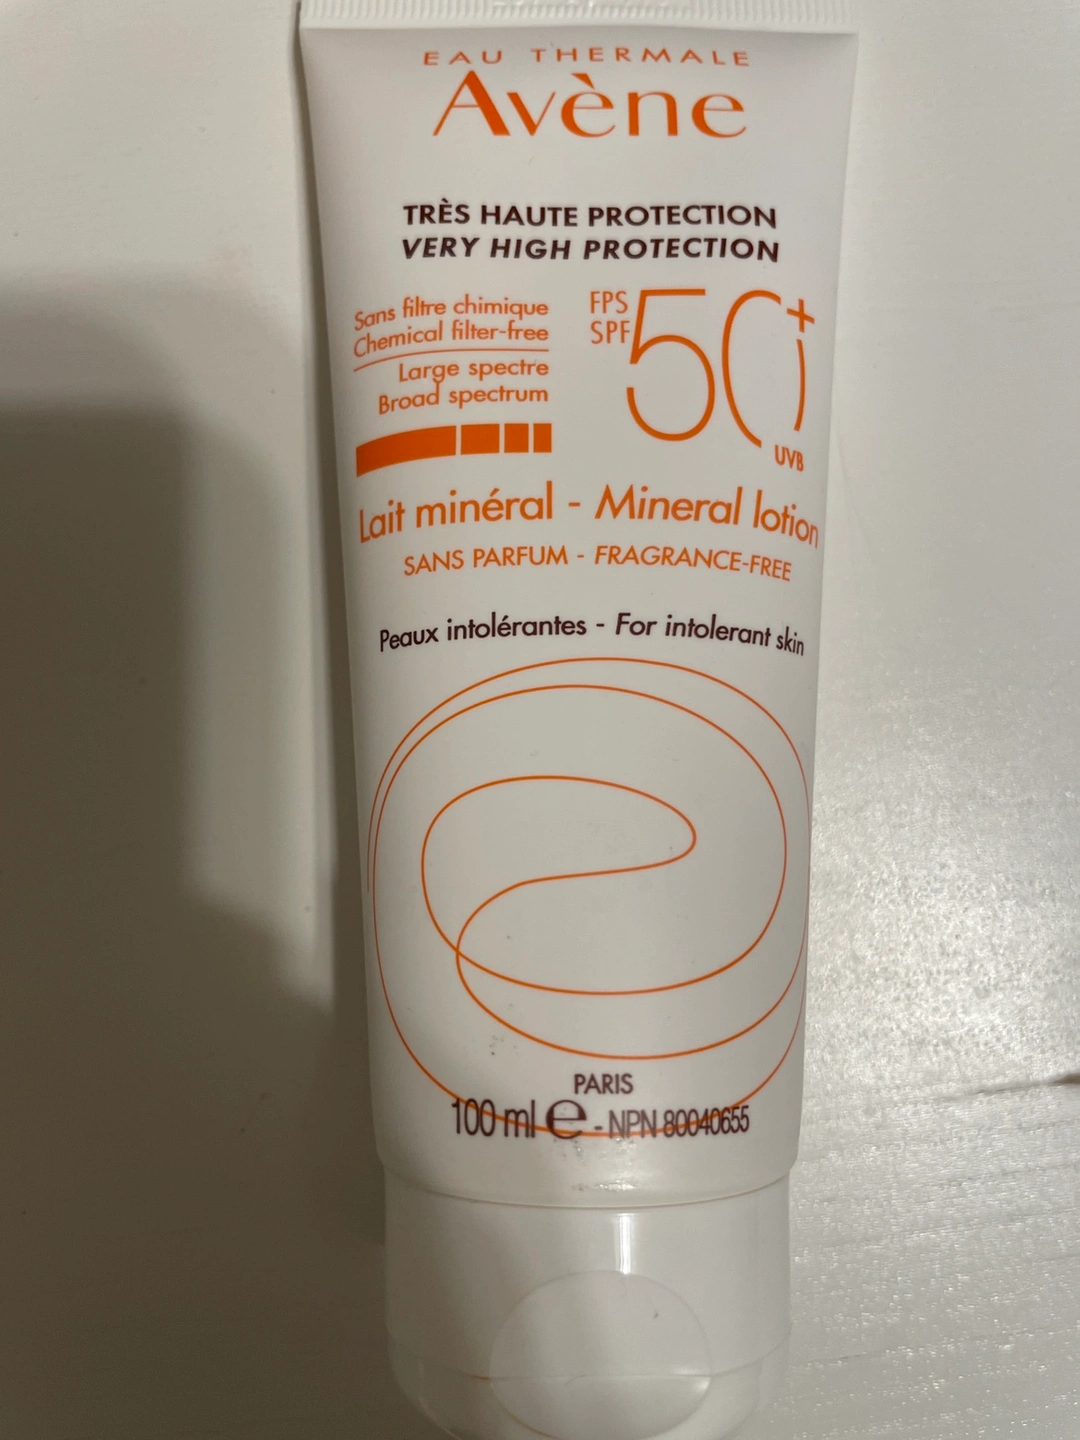 EAU THERMALE
Avène
TRÈS HAUTE PROTECTION
VERY HIGH PROTECTION
Sans filtre chimique
Chemical filter-free
Large spectre
Broad spectrum
FPS
SPF
50+
UVB
Lait minéral - Mineral lotion
SANS PARFUM - FRAGRANCE-FREE
Peaux intolérantes - For intolerant skin
PARIS
100 ml e - NPN 80040655